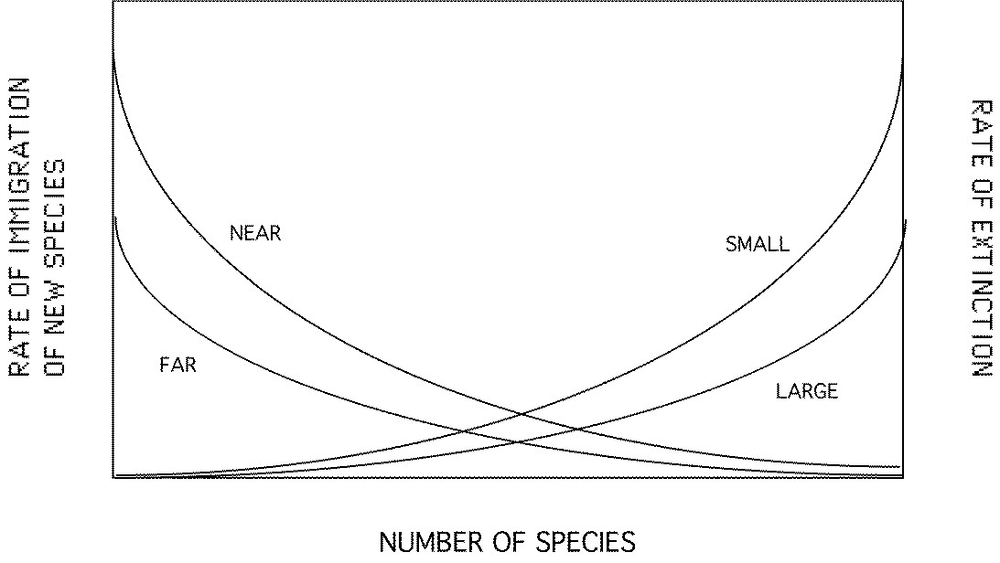 RATE OF IMMIGRATION
OF NEW SPECIES
NEAR
FAR
SMALL
LARGE
RATE OF EXTINCTION
NUMBER OF SPECIES